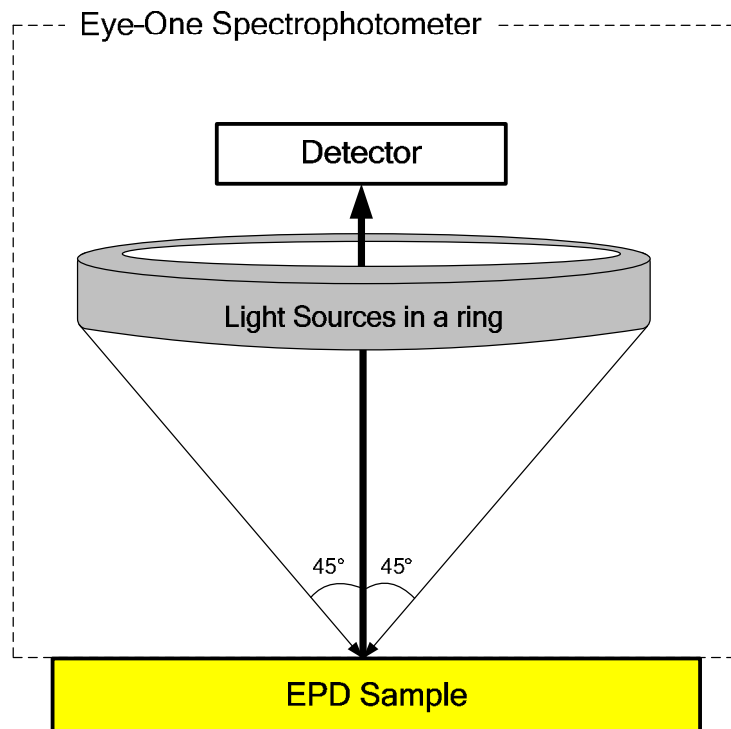 Eye-One Spectrophotometer
Detector
Light Sources in a ring
45° 45°
EPD Sample